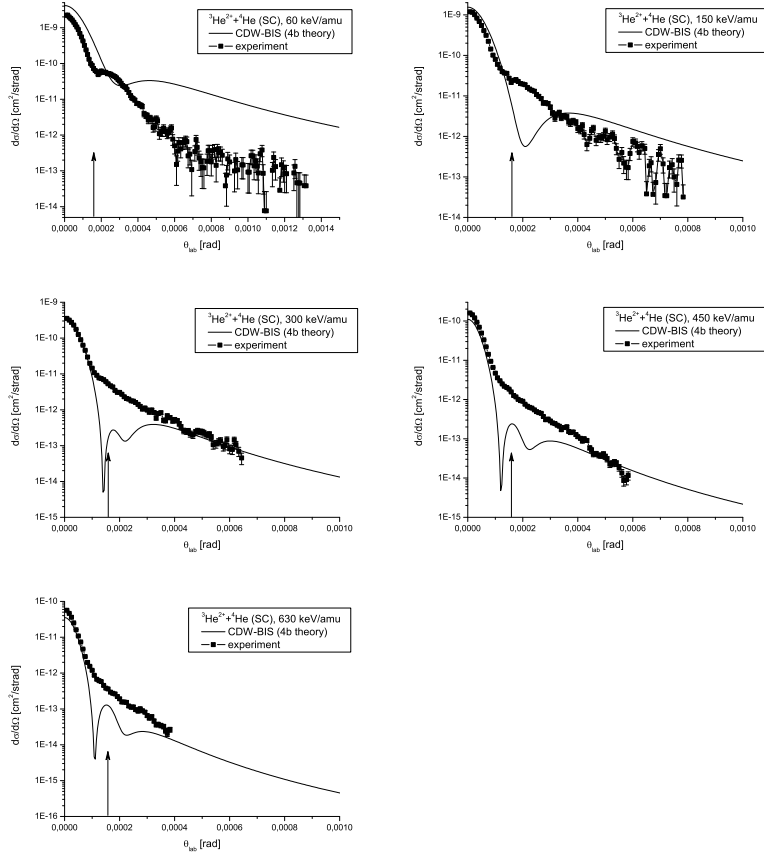 ³He²⁺+⁴He (SC), 60 keV/amu
CDW-BIS (4b theory)
experiment
dσ/dΩ [cm²/strad]
1E-9
1E-10
1E-11
1E-12
1E-13
1E-14
0,0000 0,0002 0,0004 0,0006 0,0008 0,0010 0,0012 0,0014
θlab [rad]
³He²⁺+⁴He (SC), 150 keV/amu
CDW-BIS (4b theory)
experiment
dσ/dΩ [cm²/strad]
1E-9
1E-10
1E-11
1E-12
1E-13
1E-14
0,0000 0,0002 0,0004 0,0006 0,0008 0,0010
θlab [rad]
³He²⁺+⁴He (SC), 300 keV/amu
CDW-BIS (4b theory)
experiment
dσ/dΩ [cm²/strad]
1E-9
1E-10
1E-11
1E-12
1E-13
1E-14
1E-15
0,0000 0,0002 0,0004 0,0006 0,0008 0,0010
θlab [rad]
³He²⁺+⁴He (SC), 450 keV/amu
CDW-BIS (4b theory)
experiment
dσ/dΩ [cm²/strad]
1E-10
1E-11
1E-12
1E-13
1E-14
1E-15
0,0000 0,0002 0,0004 0,0006 0,0008 0,0010
θlab [rad]
³He²⁺+⁴He (SC), 630 keV/amu
CDW-BIS (4b theory)
experiment
dσ/dΩ [cm²/strad]
1E-10
1E-11
1E-12
1E-13
1E-14
1E-15
1E-16
0,0000 0,0002 0,0004 0,0006 0,0008 0,0010
θlab [rad]